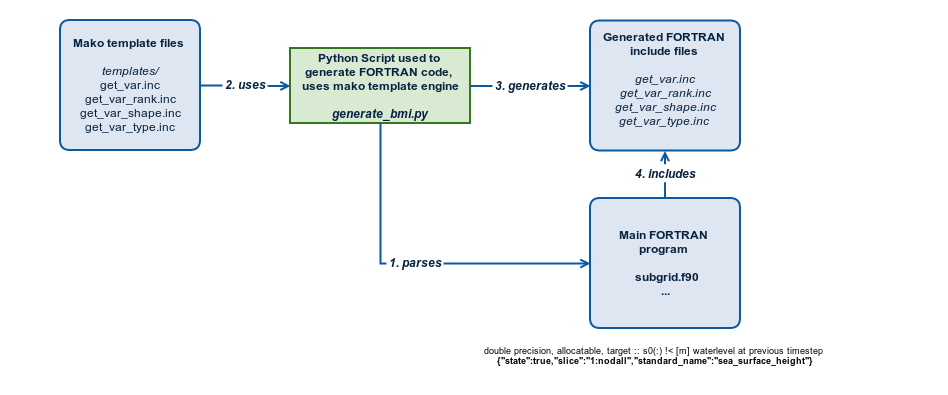 Mako template files
templates/
get_var.inc
get_var_rank.inc
get_var_shape.inc
get_var_type.inc
2. uses
Python Script used to
generate FORTRAN code,
uses mako template engine
generate_bmi.py
3. generates
Generated FORTRAN
include files
get_var.inc
get_var_rank.inc
get_var_shape.inc
get_var_type.inc
4. includes
1. parses
Main FORTRAN
program
subgrid.f90
...
double precision, allocatable, target :: s0(:) !< [m] waterlevel at previous timestep
{"state":true,"slice":"1:nodall","standard_name":"sea_surface_height"}